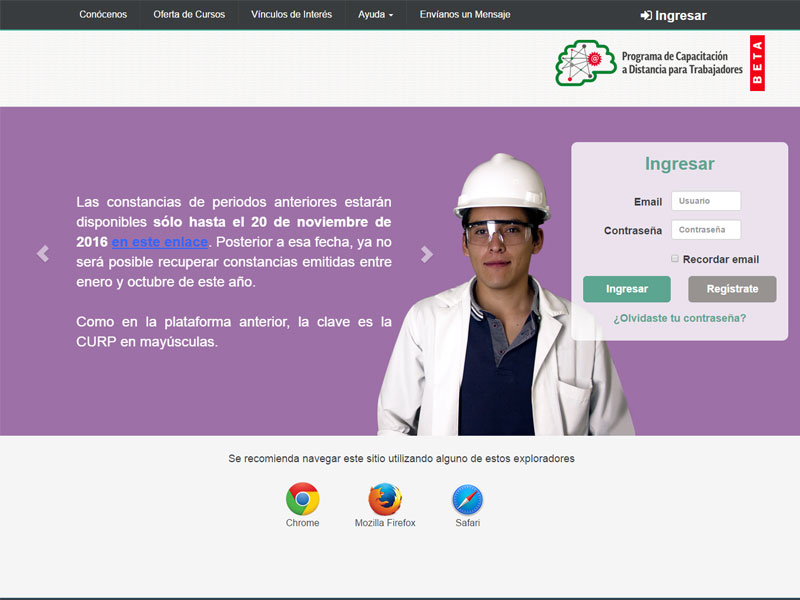 Conócenos
Oferta de Cursos
Vínculos de Interés
Ayuda
Envíanos un Mensaje
Ingresar
Programa de Capacitación
a Distancia para Trabajadores
BETA
Las constancias de periodos anteriores estarán
disponibles sólo hasta el 20 de noviembre de
2016 en este enlace. Posterior a esa fecha, ya no
será posible recuperar constancias emitidas entre
enero y octubre de este año.
Como en la plataforma anterior, la clave es la
CURP en mayúsculas.
Ingresar
Email
Usuario
Contraseña
Contraseña
Recordar email
Ingresar
Regístrate
¿Olvidaste tu contraseña?
Se recomienda navegar este sitio utilizando alguno de estos exploradores
Chrome
Mozilla Firefox
Safari